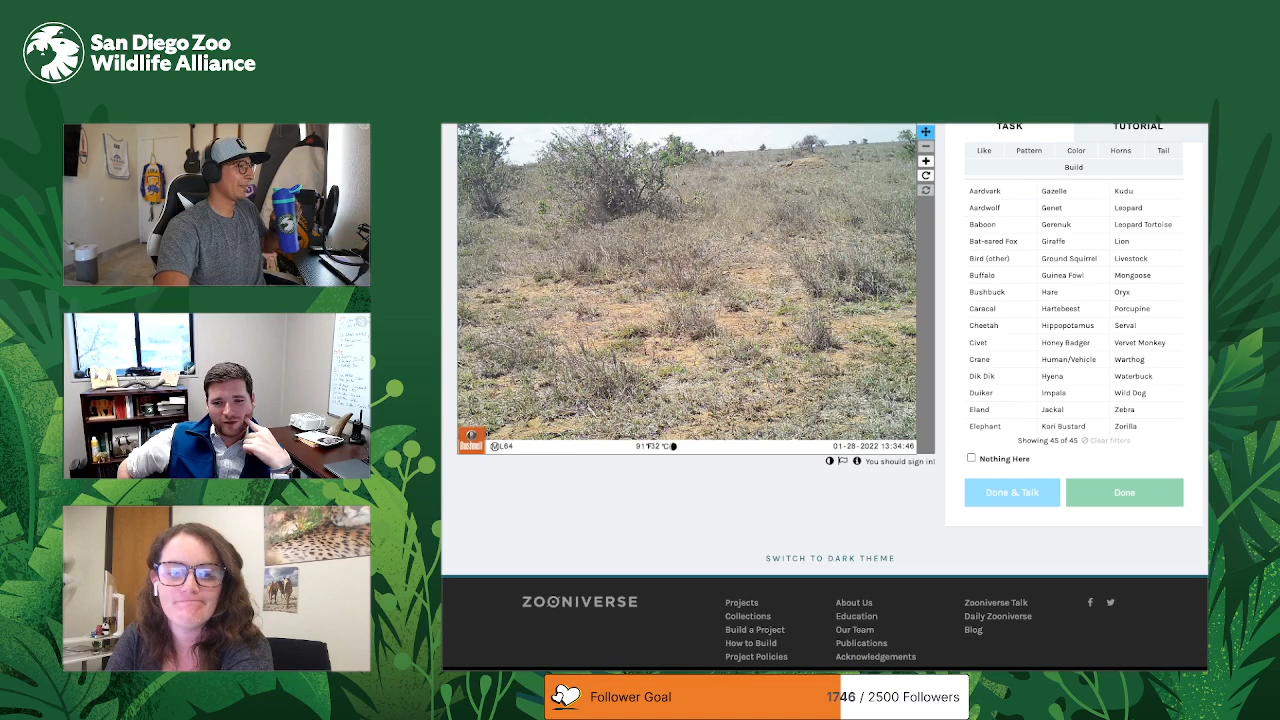 San Diego Zoo
Wildlife Alliance
TASK
TUTORIAL
Like
Pattern
Color
Horns
Tail
Build
Aardvark
Gazelle
Kudu
Aardwolf
Genet
Leopard
Baboon
Gerenuk
Leopard Tortoise
Bat-eared Fox
Giraffe
Lion
Bird (other)
Ground Squirrel
Livestock
Buffalo
Guinea Fowl
Mongoose
Bushbuck
Hare
Oryx
Caracal
Hartebeest
Porcupine
Cheetah
Hippopotamus
Serval
Civet
Honey Badger
Vervet Monkey
Crane
Human/Vehicle
Warthog
Dik Dik
Hyena
Waterbuck
Duiker
Impala
Wild Dog
Eland
Jackal
Zebra
Elephant
Kori Bustard
Zorilla
Showing 45 of 45
Clear filters
Nothing Here
Done & Talk
Done
Bushnell
L64
91°F32°C
01-28-2022 13:34:46
You should sign in!
SWITCH TO DARK THEME
ZOONIVERSE
Projects
Collections
Build a Project
How to Build
Project Policies
About Us
Education
Our Team
Publications
Acknowledgements
Zooniverse Talk
Daily Zooniverse
Blog
Follower Goal
1746 / 2500 Followers